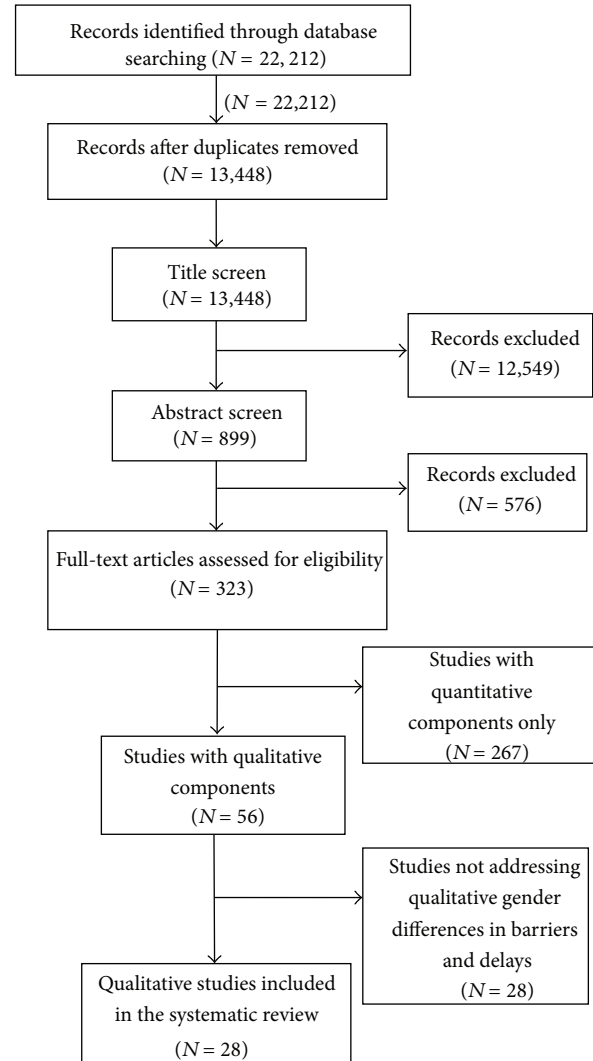 Records identified through database
searching (N = 22, 212)
(N = 22,212)
Records after duplicates removed
(N = 13,448)
Title screen
(N = 13,448)
Records excluded
(N = 12,549)
Abstract screen
(N = 899)
Records excluded
(N = 576)
Full-text articles assessed for eligibility
(N = 323)
Studies with
quantitative
components only
(N = 267)
Studies with qualitative
components
(N = 56)
Studies not addressing
qualitative gender
differences in barriers
and delays
(N = 28)
Qualitative studies included
in the systematic review
(N = 28)